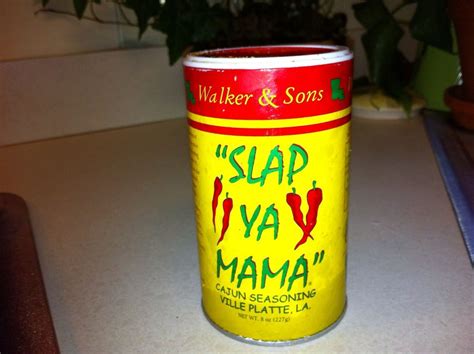 Walker & Sons
"SLAP
YA
MAMA"
CAJUN SEASONING
VILLE PLATTE, LA.
NET WT. 8 oz (227g)